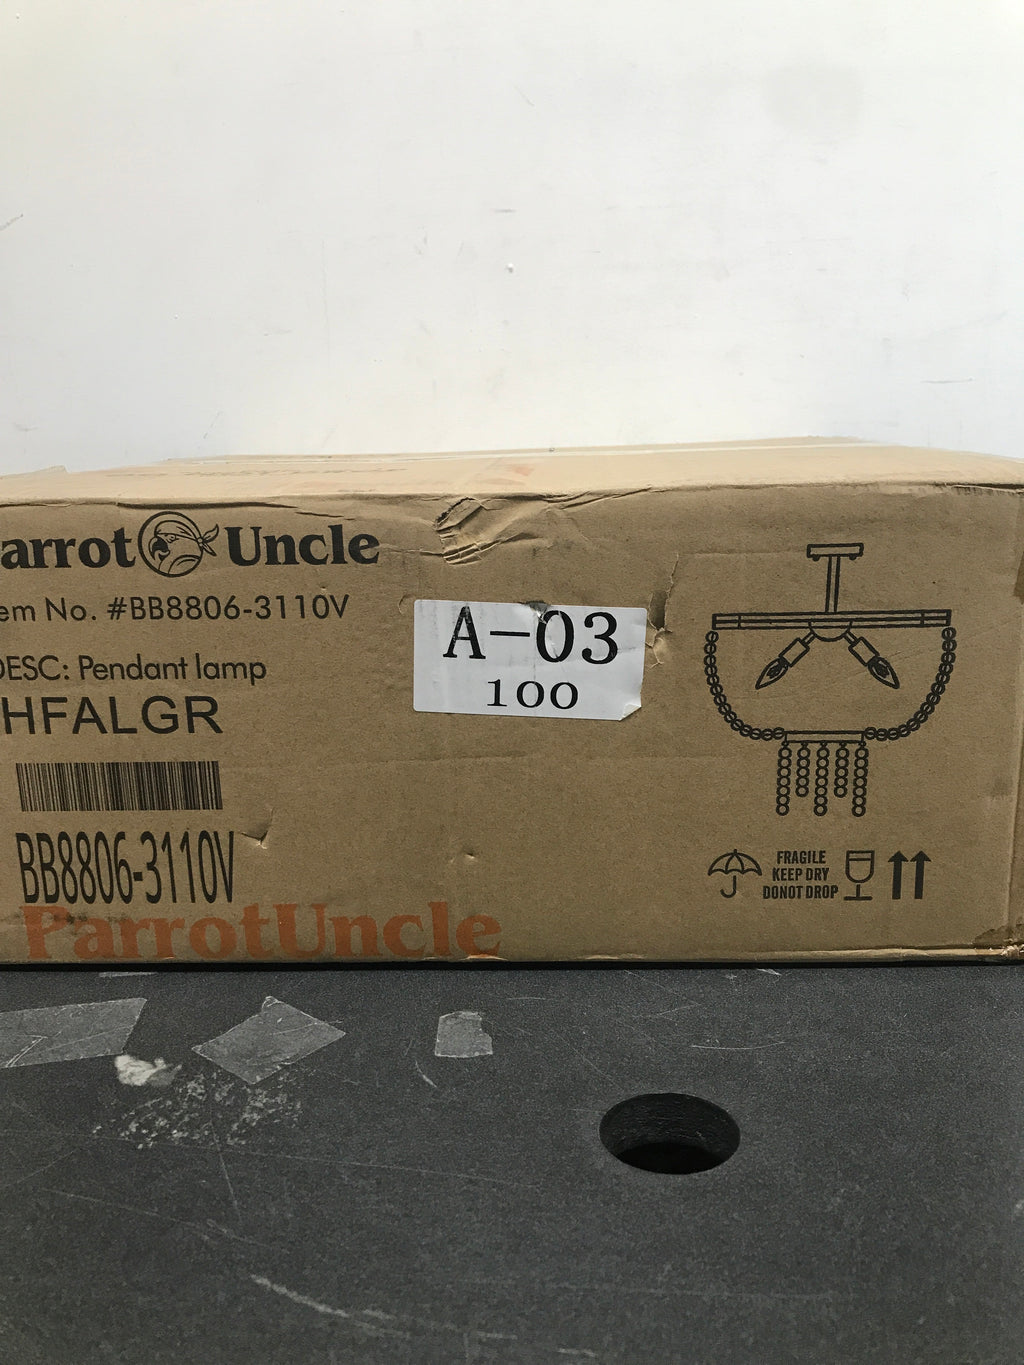 arrot Uncle
em No. #BB8806-3110V
DESC: Pendant lamp
HFALGR
BB8806-3110V
ParrotUncle
A-03
100
FRAGILE
KEEP DRY
DONOT DROP